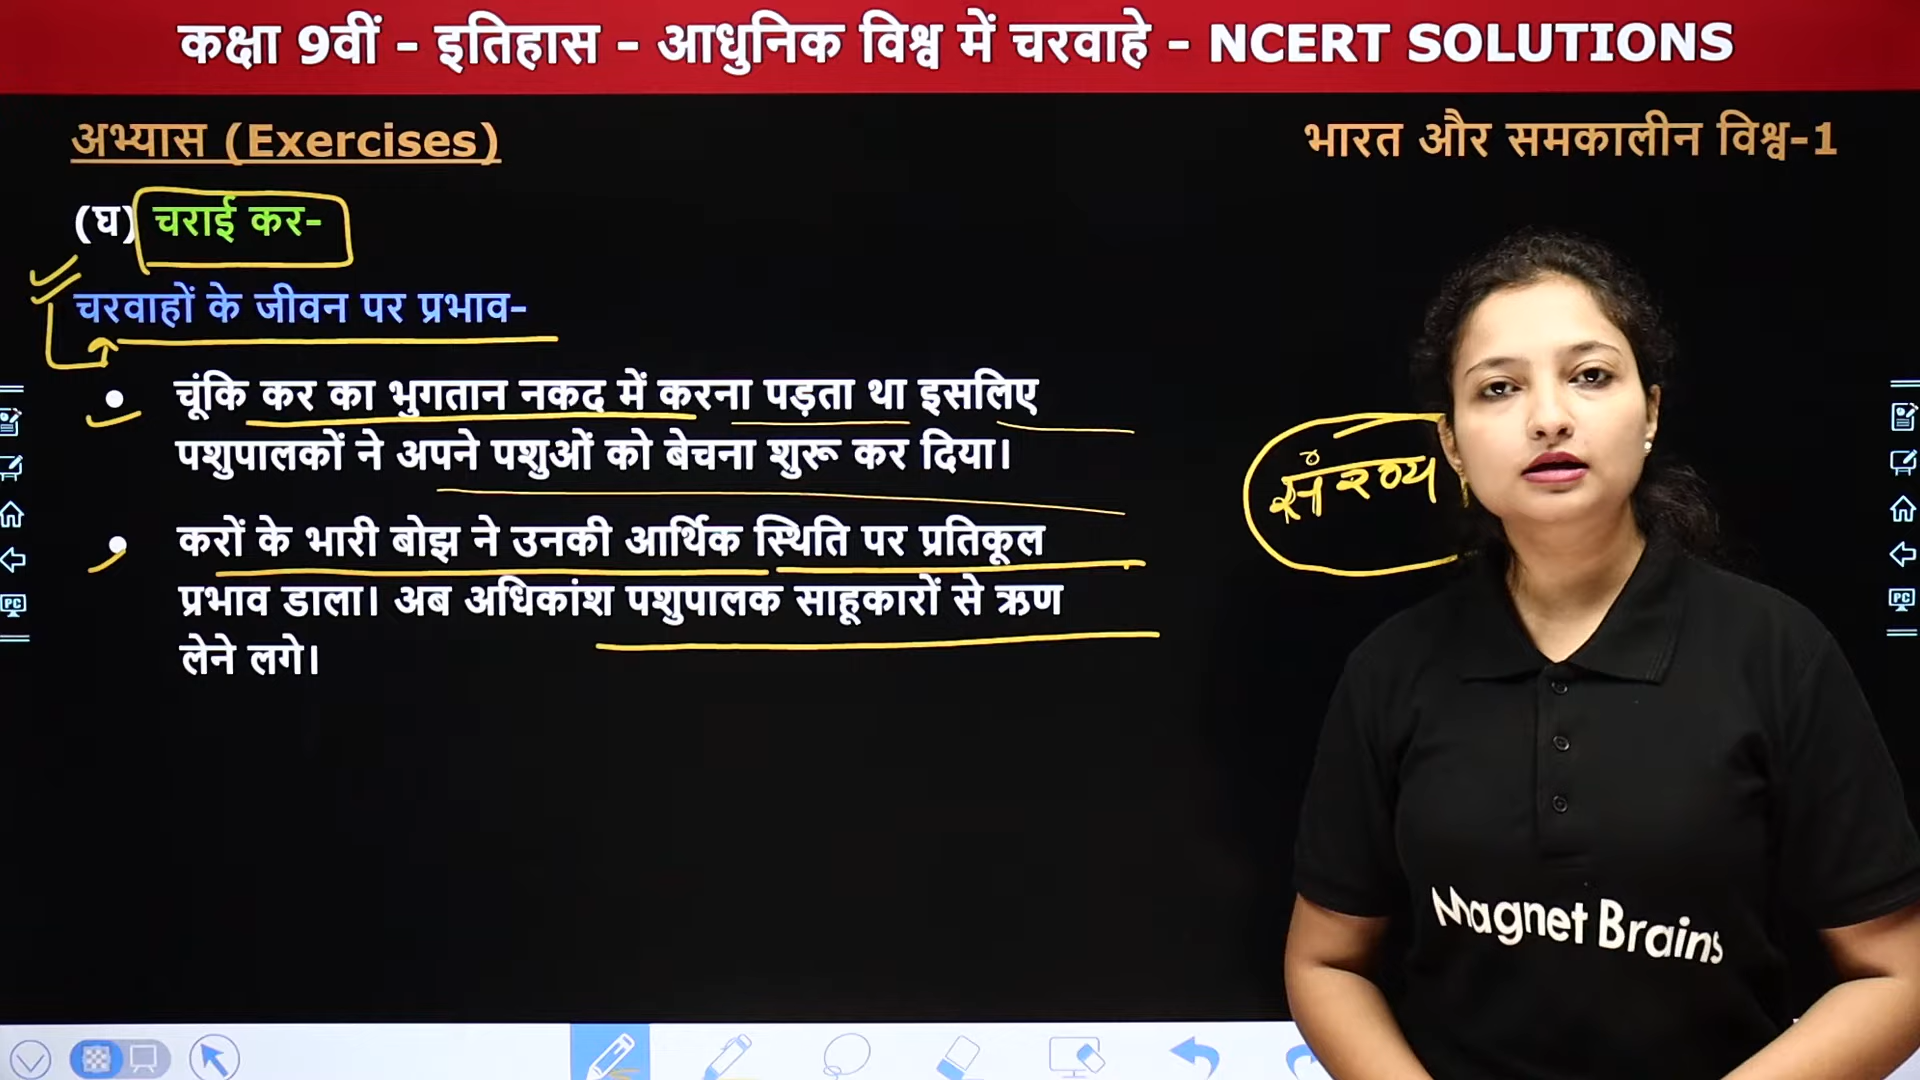 कक्षा 9वीं - इतिहास - आधुनिक विश्व में चरवाहे - NCERT SOLUTIONS
अभ्यास (Exercises)
भारत और समकालीन विश्व-1
(घ) चराई कर-
चरवाहों के जीवन पर प्रभाव-
चूंकि कर का भुगतान नकद में करना पड़ता था इसलिए
पशुपालकों ने अपने पशुओं को बेचना शुरू कर दिया।
करों के भारी बोझ ने उनकी आर्थिक स्थिति पर प्रतिकूल
प्रभाव डाला। अब अधिकांश पशुपालक साहूकारों से ऋण
लेने लगे।
Magnet Brains
PC
PC